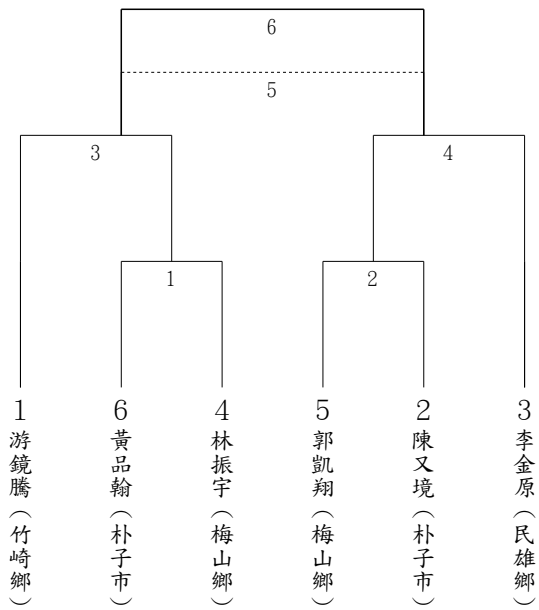 6
5
3
4
1
2
1 游鏡騰（竹崎鄉）
6 黃品翰（朴子市）
4 林振宇（梅山鄉）
5 郭凱翔（梅山鄉）
2 陳又境（朴子市）
3 李金原（民雄鄉）